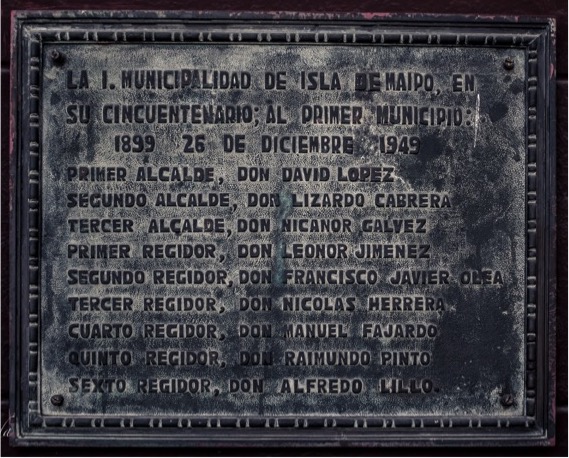 LA I. MUNICIPALIDAD DE ISLA DE MAIPO, EN
SU CINCUENTENARIO; AL PRIMER MUNICIPIO:
1899 26 DE DICIEMBRE 1949
PRIMER ALCALDE, DON DAVID LOPEZ
SEGUNDO ALCALDE, DON LIZARDO CABRERA
TERCER ALCALDE, DON NICANOR GALVEZ
PRIMER REGIDOR, DON LEONOR JIMENEZ
SEGUNDO REGIDOR, DON FRANCISCO JAVIER OLEA
TERCER REGIDOR, DON NICOLAS HERRERA
CUARTO REGIDOR, DON MANUEL FAJARDO
QUINTO REGIDOR, DON RAIMUNDO PINTO
SEXTO REGIDOR, DON ALFREDO LILLO.